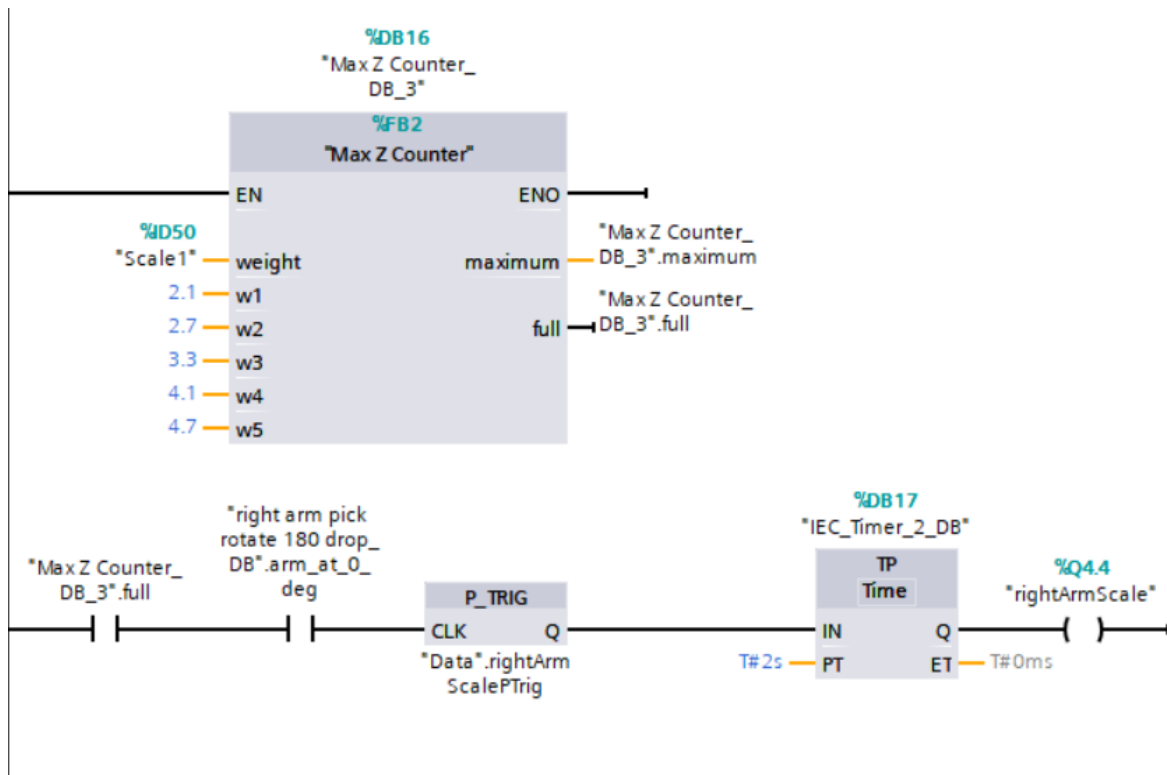 %DB16
"Max Z Counter_
DB_3"
%FB2
"Max Z Counter"
EN
ENO
%ID50
"Scale1"
weight
maximum
"Max Z Counter_
DB_3".maximum
2.1
w1
2.7
w2
full
"Max Z Counter_
DB_3".full
3.3
w3
4.1
w4
4.7
w5
"Max Z Counter_
DB_3".full
"right arm pick
rotate 180 drop_
DB".arm_at_0_
deg
P_TRIG
CLK
Q
"Data".rightArm
ScalePTrig
%DB17
"IEC_Timer_2_DB"
TP
Time
IN
Q
T#2s
PT
ET
T#0ms
%Q4.4
"rightArmScale"